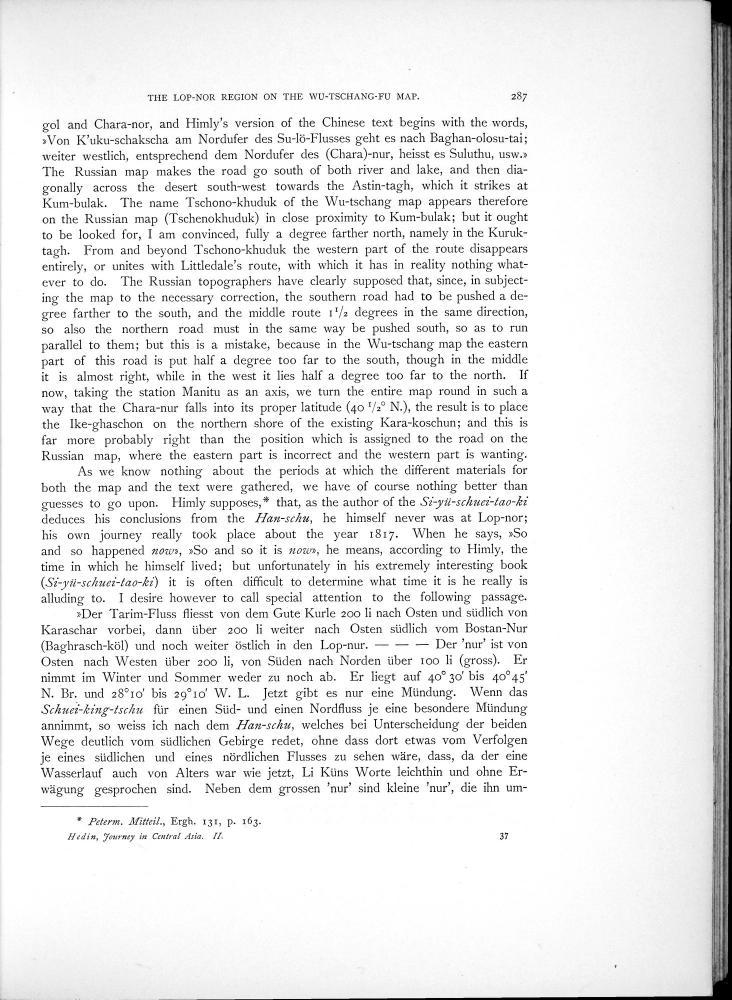 THE LOP-NOR REGION ON THE WU-TSCHANG-FU MAP. 287
gol and Chara-nor, and Himly's version of the Chinese text begins with the words,
»Von K'uku-schakscha am Nordufer des Su-lö-Flusses geht es nach Baghan-olosu-tai;
weiter westlich, entsprechend dem Nordufer des (Chara)-nur, heisst es Suluthu, usw.»
The Russian map makes the road go south of both river and lake, and then dia-
gonally across the desert south-west towards the Astin-tagh, which it strikes at
Kum-bulak. The name Tschono-khuduk of the Wu-tschang map appears therefore
on the Russian map (Tschenokhuduk) in close proximity to Kum-bulak; but it ought
to be looked for, I am convinced, fully a degree farther north, namely in the Kuruk-
tagh. From and beyond Tschono-khuduk the western part of the route disappears
entirely, or unites with Littledale's route, with which it has in reality nothing what-
ever to do. The Russian topographers have clearly supposed that, since, in subject-
ing the map to the necessary correction, the southern road had to be pushed a de-
gree farther to the south, and the middle route 1 1/2 degrees in the same direction,
so also the northern road must in the same way be pushed south, so as to run
parallel to them; but this is a mistake, because in the Wu-tschang map the eastern
part of this road is put half a degree too far to the south, though in the middle
it is almost right, while in the west it lies half a degree too far to the north. If
now, taking the station Manitu as an axis, we turn the entire map round in such a
way that the Chara-nur falls into its proper latitude (40 1/2° N.), the result is to place
the Ike-ghaschon on the northern shore of the existing Kara-koschun; and this is
far more probably right than the position which is assigned to the road on the
Russian map, where the eastern part is incorrect and the western part is wanting.
As we know nothing about the periods at which the different materials for
both the map and the text were gathered, we have of course nothing better than
guesses to go upon. Himly supposes,* that, as the author of the Si-yü-schuei-tao-ki
deduces his conclusions from the Han-schu, he himself never was at Lop-nor;
his own journey really took place about the year 1817. When he says, »So
and so happened now», »So and so it is now», he means, according to Himly, the
time in which he himself lived; but unfortunately in his extremely interesting book
(Si-yü-schuei-tao-ki) it is often difficult to determine what time it is he really is
alluding to. I desire however to call special attention to the following passage.
»Der Tarim-Fluss fliesst von dem Gute Kurle 200 li nach Osten und südlich von
Karaschar vorbei, dann über 200 li weiter nach Osten südlich vom Bostan-Nur
(Baghrasch-köl) und noch weiter östlich in den Lop-nur. — — — Der 'nur' ist von
Osten nach Westen über 200 li, von Süden nach Norden über 100 li (gross). Er
nimmt im Winter und Sommer weder zu noch ab. Er liegt auf 40° 30' bis 40°45'
N. Br. und 28°10' bis 29°10' W. L. Jetzt gibt es nur eine Mündung. Wenn das
Schuei-king-tschu für einen Süd- und einen Nordfluss je eine besondere Mündung
annimmt, so weiss ich nach dem Han-schu, welches bei Unterscheidung der beiden
Wege deutlich vom südlichen Gebirge redet, ohne dass dort etwas vom Verfolgen
je eines südlichen und eines nördlichen Flusses zu sehen wäre, dass, da der eine
Wasserlauf auch von Alters war wie jetzt, Li Küns Worte leichthin und ohne Er-
wägung gesprochen sind. Neben dem grossen 'nur' sind kleine 'nur', die ihn um-
* Peterm. Mitteil., Ergh. 131, p. 163.
Hedin, Journey in Central Asia. II. 37